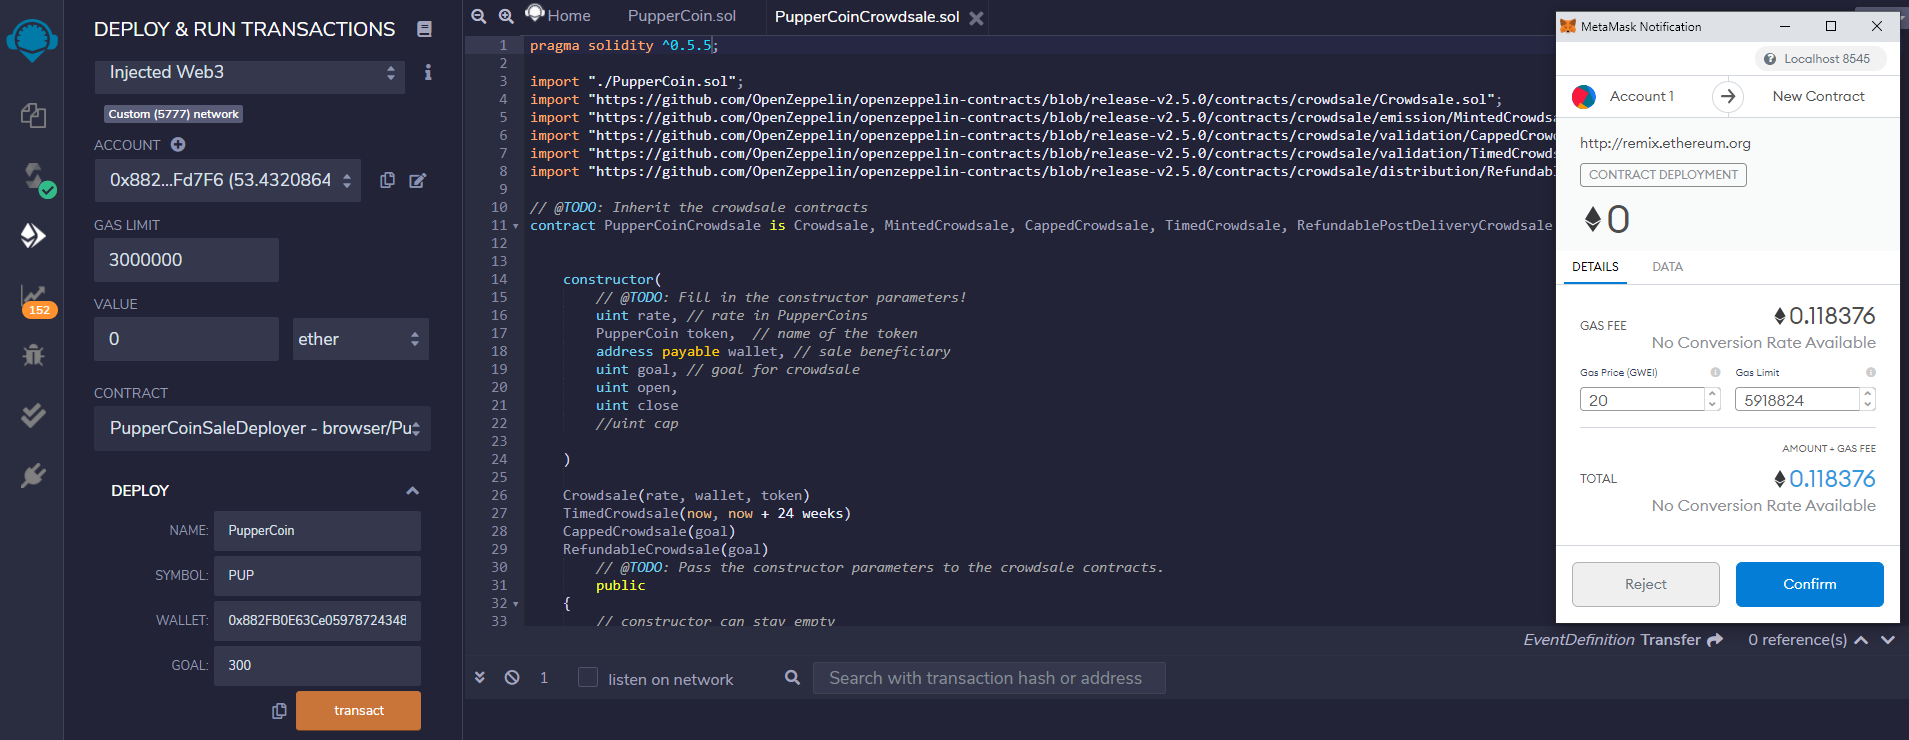 DEPLOY & RUN TRANSACTIONS
Injected Web3
Custom (5777) network
ACCOUNT
0x882...Fd7F6 (53.4320864
GAS LIMIT
3000000
VALUE
0
ether
CONTRACT
PupperCoinSaleDeployer - browser/Pu
DEPLOY
NAME: PupperCoin
SYMBOL: PUP
WALLET: 0x882FB0E63Ce05978724348
GOAL: 300
transact
152
Home
PupperCoin.sol
PupperCoinCrowdsale.sol
1 pragma solidity ^0.5.5;
2
3 import "./PupperCoin.sol";
4 import "https://github.com/OpenZeppelin/openzeppelin-contracts/blob/release-v2.5.0/contracts/crowdsale/Crowdsale.sol";
5 import "https://github.com/OpenZeppelin/openzeppelin-contracts/blob/release-v2.5.0/contracts/crowdsale/emission/MintedCrowdsa
6 import "https://github.com/OpenZeppelin/openzeppelin-contracts/blob/release-v2.5.0/contracts/crowdsale/validation/CappedCrowd
7 import "https://github.com/OpenZeppelin/openzeppelin-contracts/blob/release-v2.5.0/contracts/crowdsale/validation/TimedCrowds
8 import "https://github.com/OpenZeppelin/openzeppelin-contracts/blob/release-v2.5.0/contracts/crowdsale/distribution/Refundab
9
10 // @TODO: Inherit the crowdsale contracts
11 contract PupperCoinCrowdsale is Crowdsale, MintedCrowdsale, CappedCrowdsale, TimedCrowdsale, RefundablePostDeliveryCrowdsale
12
13
14 constructor(
15 // @TODO: Fill in the constructor parameters!
16 uint rate, // rate in PupperCoins
17 PupperCoin token, // name of the token
18 address payable wallet, // sale beneficiary
19 uint goal, // goal for crowdsale
20 uint open,
21 uint close
22 //uint cap
23
24 )
25
26 Crowdsale(rate, wallet, token)
27 TimedCrowdsale(now, now + 24 weeks)
28 CappedCrowdsale(goal)
29 RefundableCrowdsale(goal)
30 // @TODO: Pass the constructor parameters to the crowdsale contracts.
31 public
32 {
33 // constructor can stay empty
EventDefinition Transfer 0 reference(s)
1 listen on network Search with transaction hash or address
MetaMask Notification
Localhost 8545
Account 1 New Contract
http://remix.ethereum.org
CONTRACT DEPLOYMENT
0
DETAILS DATA
GAS FEE 0.118376
No Conversion Rate Available
Gas Price (GWEI) Gas Limit
20 5918824
AMOUNT + GAS FEE
TOTAL 0.118376
No Conversion Rate Available
Reject Confirm